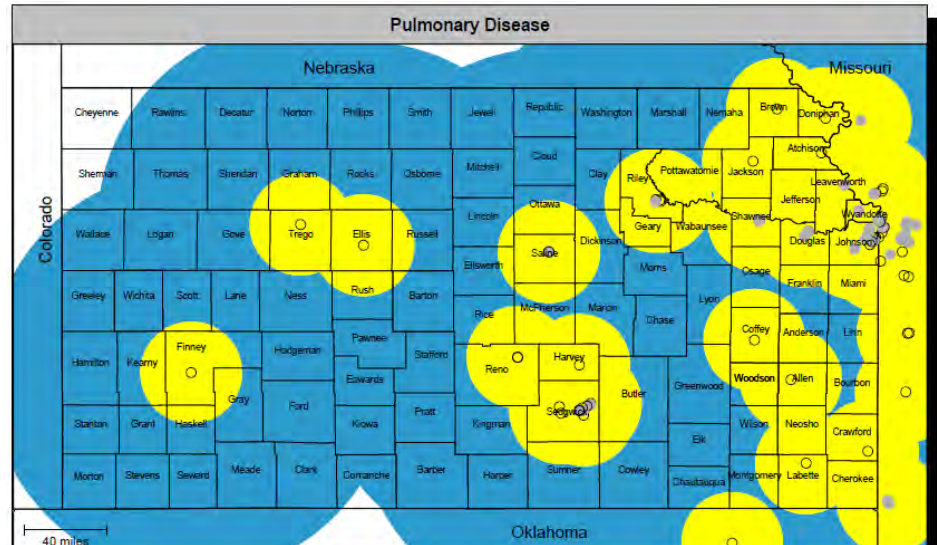 Pulmonary Disease
Nebraska
Missouri
Cheyenne Rawlins Decatur Norton Phillips Smith Jewell Republic Washington Marshall Nemaha Brown Doniphan
Atchison
Sherman Thomas Sheridan Graham Rooks Osborne Mitchell Cloud Clay Riley Pottawatomie Jackson
Leavenworth
Jefferson
Colorado
Wallace Logan Gove Trego Ellis Russell Lincoln Ottawa Geary Wabaunsee Shawnee Wyandotte
Saline Dickinson Douglas Johnson
Ellsworth Morris Osage
Greeley Wichita Scott Lane Ness Rush Barton Rice McPherson Marion Chase Lyon Franklin Miami
Hamilton Kearny Finney Hodgeman Pawnee Stafford Reno Harvey Coffey Anderson Linn
Edwards
Gray Ford Sedgwick Butler Greenwood Woodson Allen Bourbon
Stanton Grant Haskell Kiowa Pratt Kingman Elk Wilson Neosho Crawford
Morton Stevens Seward Meade Clark Comanche Barber Harper Sumner Cowley Chautauqua Montgomery Labette Cherokee
40 miles
Oklahoma